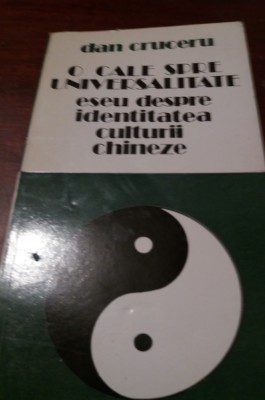 dan cruceru
O CALE SPRE
UNIVERSALITATE
eseu despre
identitatea
culturii
chineze